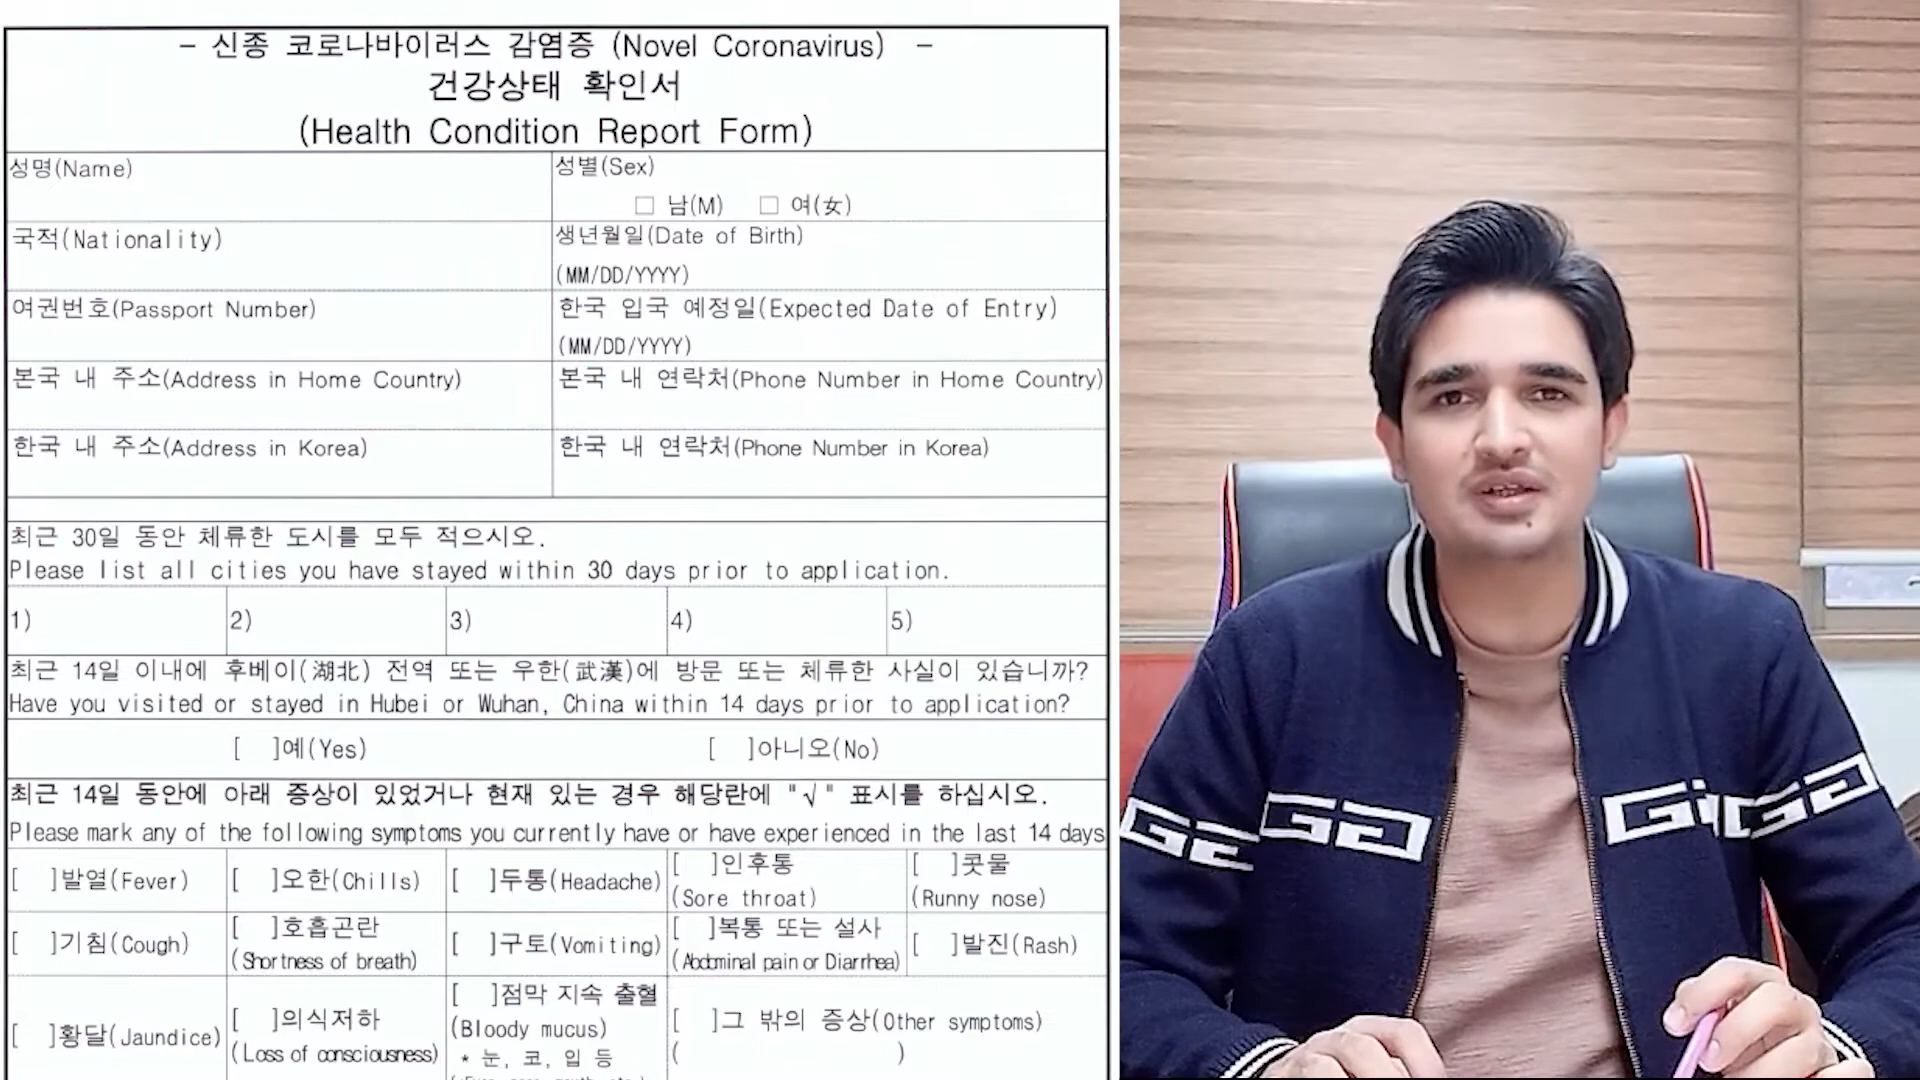 - 신종 코로나바이러스 감염증 (Novel Coronavirus) -
건강상태 확인서
(Health Condition Report Form)
성명(Name)
성별(Sex)
□ 남(M) □ 여(女)
국적(Nationality)
생년월일(Date of Birth)
(MM/DD/YYYY)
여권번호(Passport Number)
한국 입국 예정일(Expected Date of Entry)
(MM/DD/YYYY)
본국 내 주소(Address in Home Country)
본국 내 연락처(Phone Number in Home Country)
한국 내 주소(Address in Korea)
한국 내 연락처(Phone Number in Korea)
최근 30일 동안 체류한 도시를 모두 적으시오.
Please list all cities you have stayed within 30 days prior to application.
1) 2) 3) 4) 5)
최근 14일 이내에 후베이(湖北) 전역 또는 우한(武漢)에 방문 또는 체류한 사실이 있습니까?
Have you visited or stayed in Hubei or Wuhan, China within 14 days prior to application?
[ ]예(Yes) [ ]아니오(No)
최근 14일 동안에 아래 증상이 있었거나 현재 있는 경우 해당란에 "√" 표시를 하십시오.
Please mark any of the following symptoms you currently have or have experienced in the last 14 days
[ ]발열(Fever)
[ ]오한(Chills)
[ ]두통(Headache)
[ ]인후통
(Sore throat)
[ ]콧물
(Runny nose)
[ ]기침(Cough)
[ ]호흡곤란
(Shortness of breath)
[ ]구토(Vomiting)
[ ]복통 또는 설사
(Abdominal pain or Diarrhea)
[ ]발진(Rash)
[ ]황달(Jaundice)
[ ]의식저하
(Loss of consciousness)
[ ]점막 지속 출혈
(Bloody mucus)
* 눈, 코, 입 등
[ ]그 밖의 증상(Other symptoms)
( )